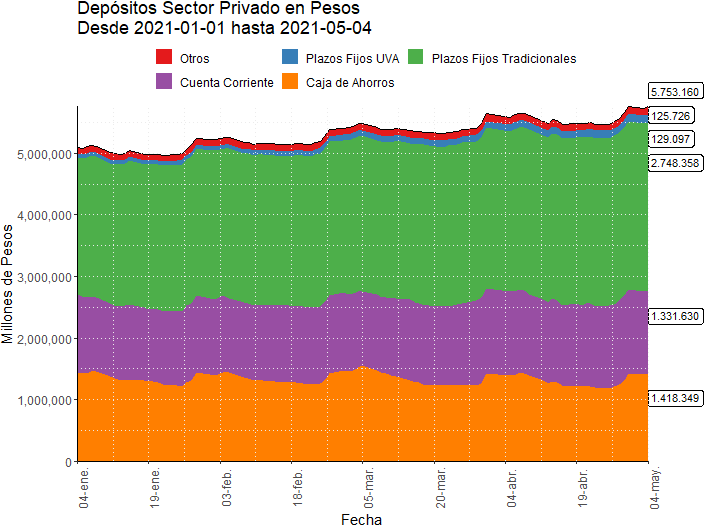 Depósitos Sector Privado en Pesos
Desde 2021-01-01 hasta 2021-05-04
Otros
Plazos Fijos UVA
Plazos Fijos Tradicionales
Cuenta Corriente
Caja de Ahorros
5.753.160
125.726
129.097
2.748.358
1.331.630
1.418.349
5,000,000
4,000,000
3,000,000
2,000,000
1,000,000
0
Millones de Pesos
04-ene.
19-ene.
03-feb.
18-feb.
05-mar.
20-mar.
04-abr.
19-abr.
04-may.
Fecha